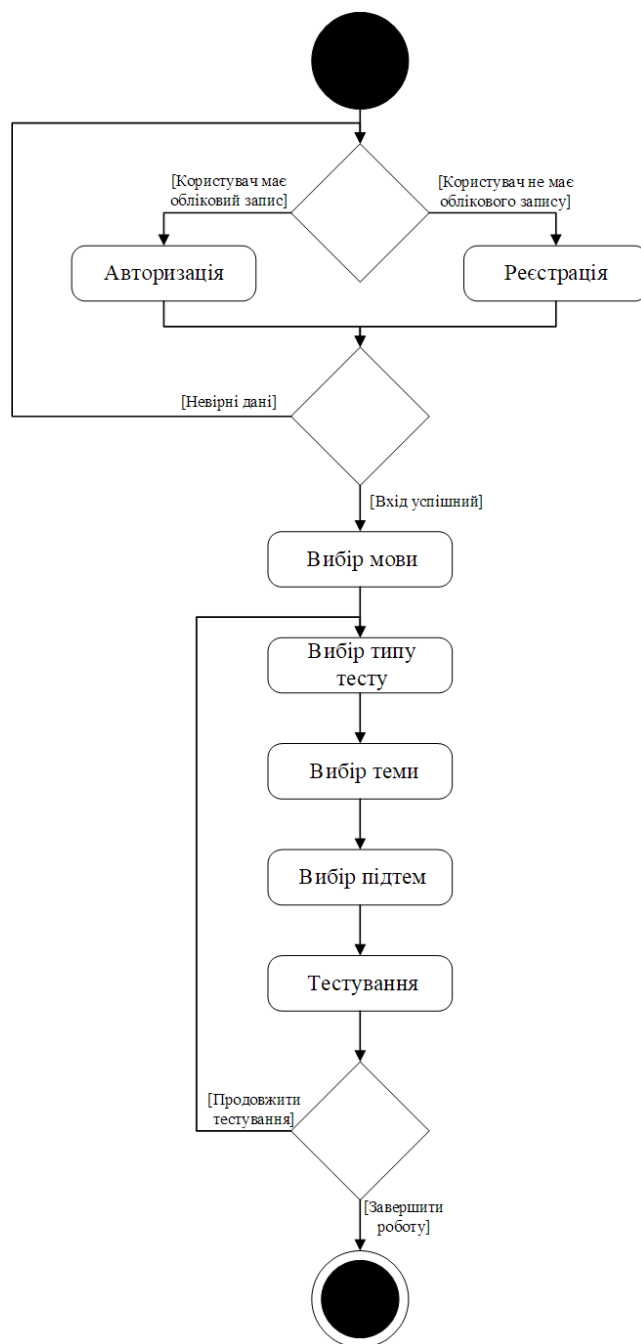 [Користувач має
обліковий запис]
[Користувач не має
облікового запису]
Авторизація
Реєстрація
[Невірні дані]
[Вхід успішний]
Вибір мови
Вибір типу
тесту
Вибір теми
Вибір підтем
Тестування
[Продовжити
тестування]
[Завершити
роботу]